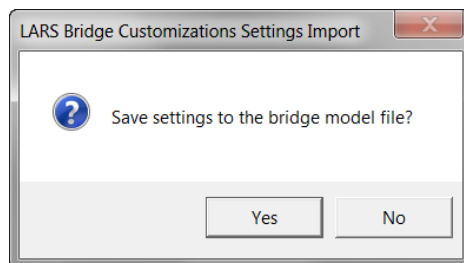 LARS Bridge Customizations Settings Import
Save settings to the bridge model file?
Yes No